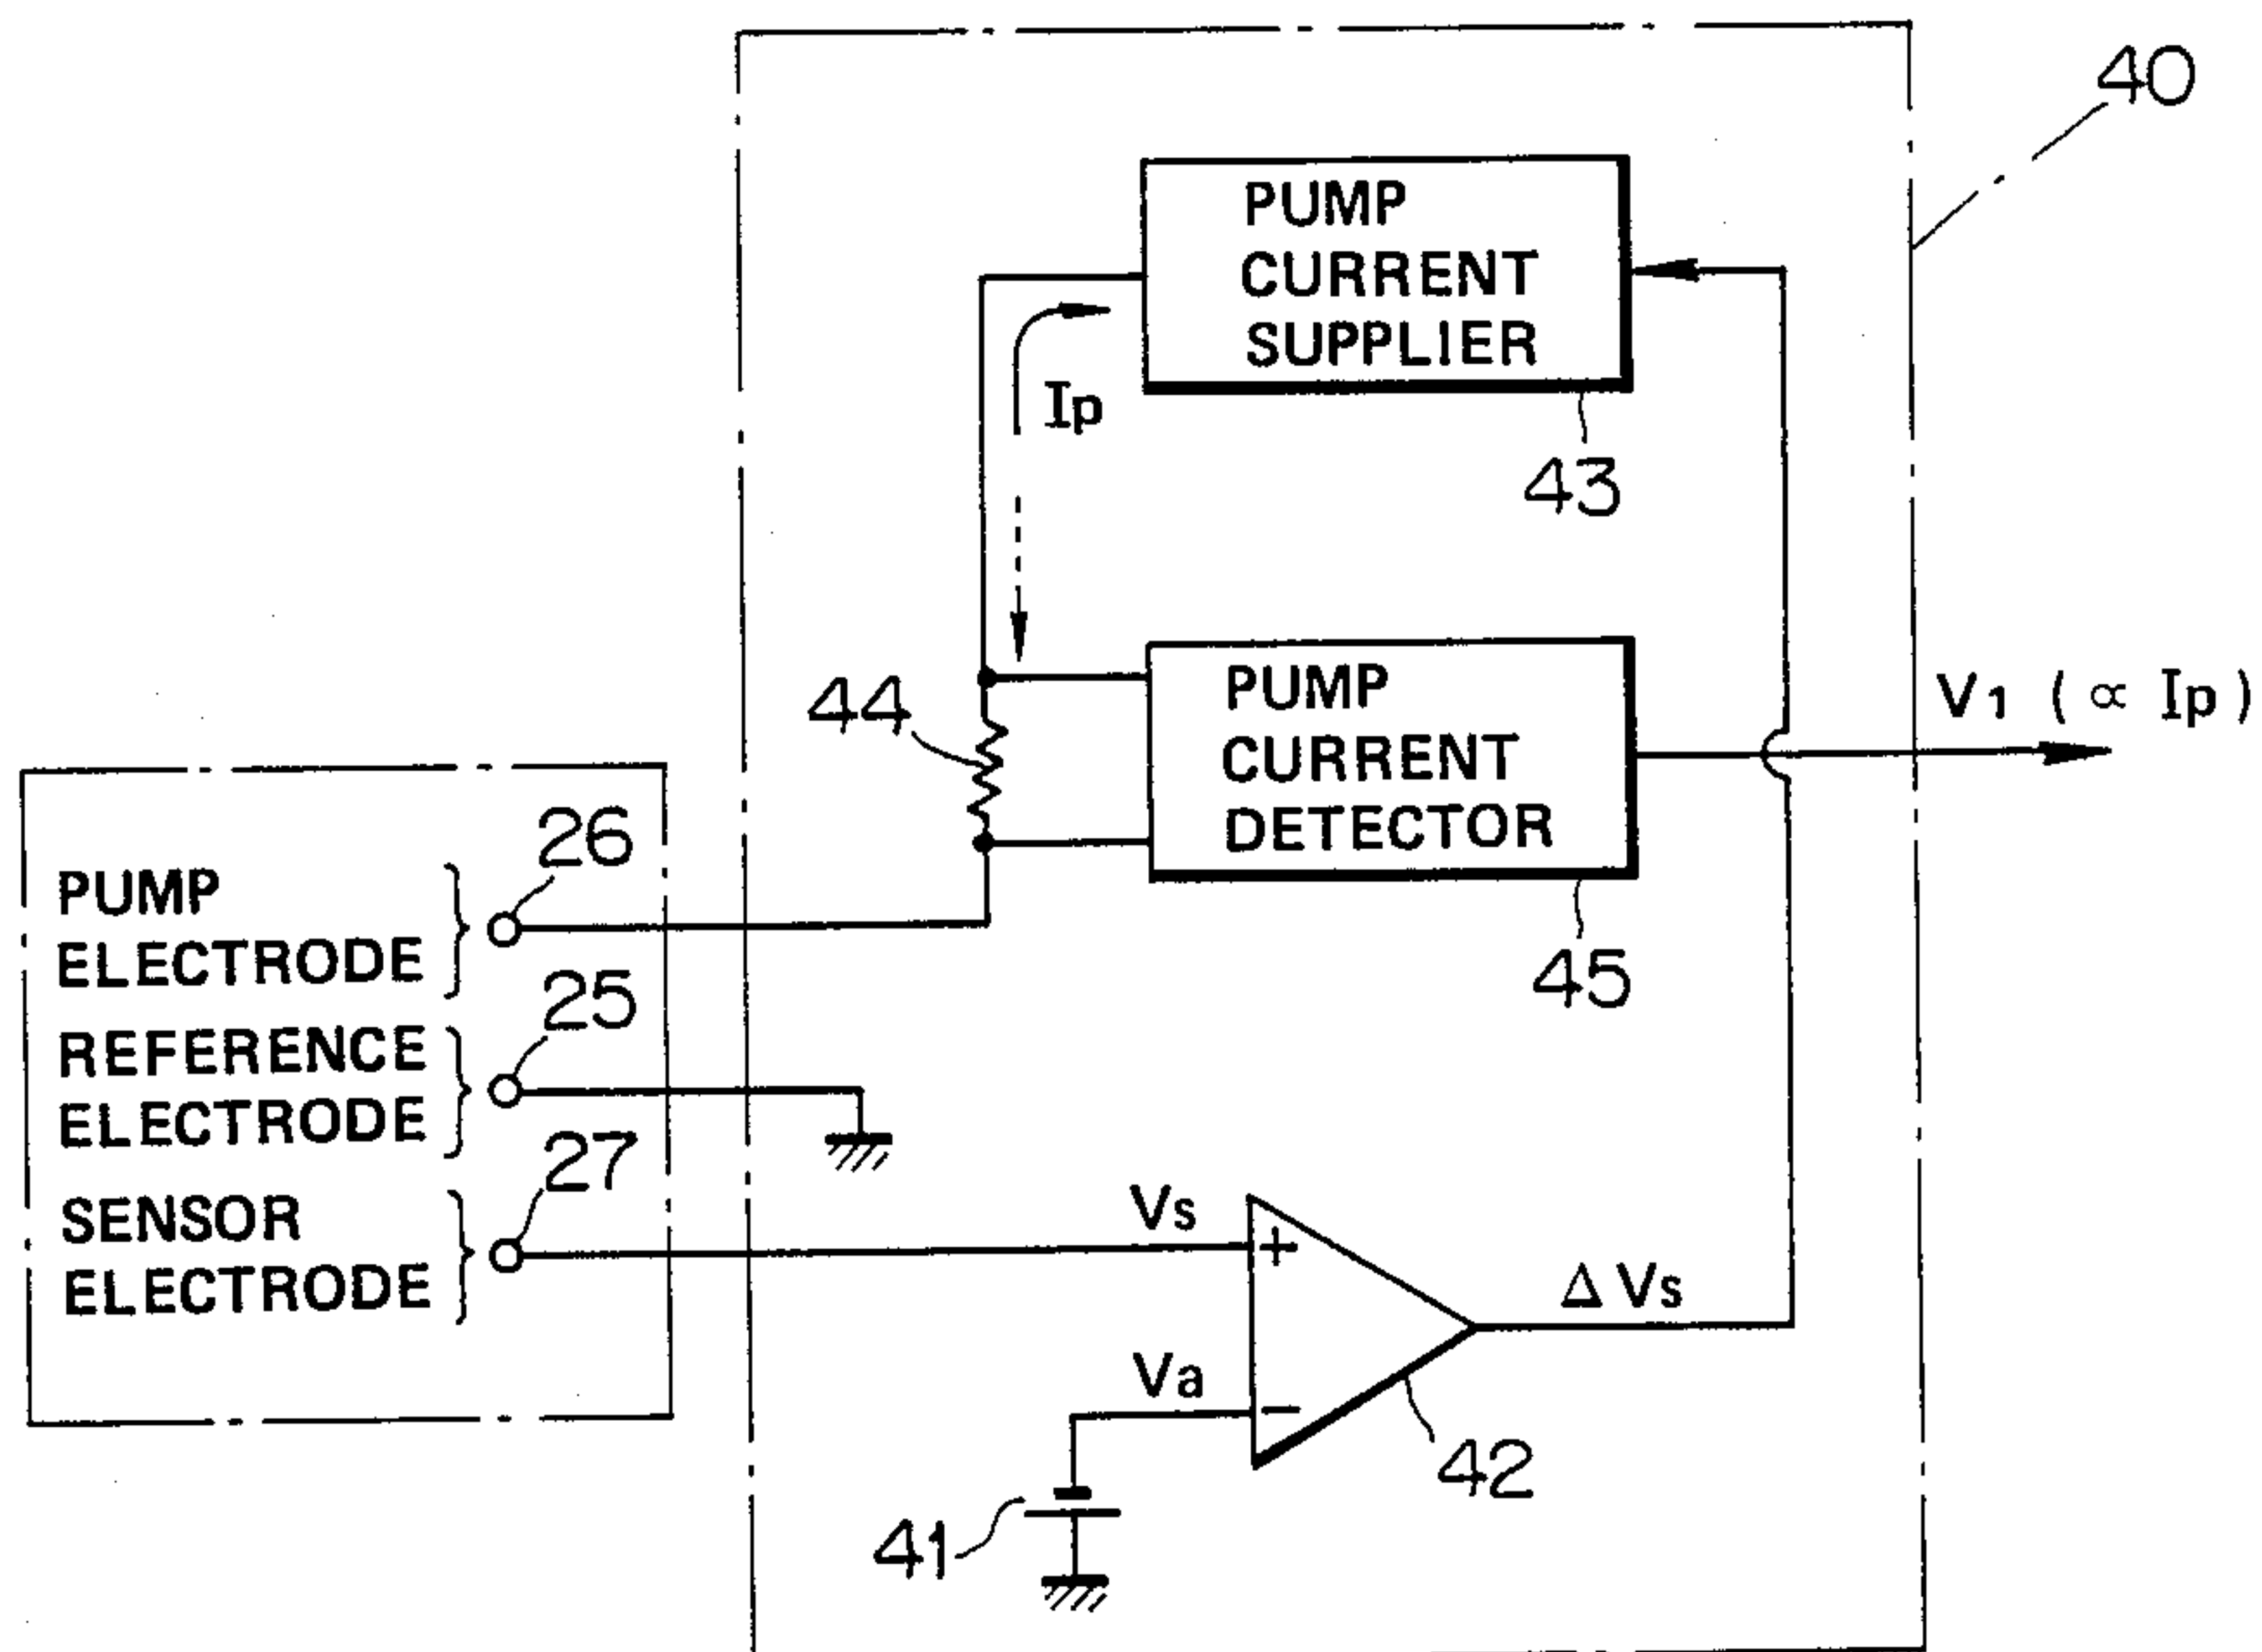 40
PUMP
CURRENT
SUPPLIER
Ip
43
44
PUMP
CURRENT
DETECTOR
V1 ( ∝ Ip )
45
26
PUMP
ELECTRODE
25
REFERENCE
ELECTRODE
27
SENSOR
ELECTRODE
Vs
+
ΔVs
Va
−
42
41